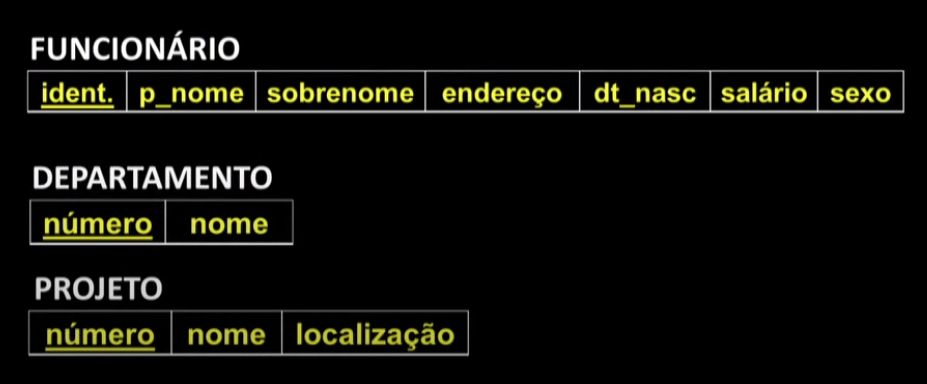 FUNCIONÁRIO
ident. p_nome sobrenome endereço dt_nasc salário sexo
DEPARTAMENTO
número nome
PROJETO
número nome localização